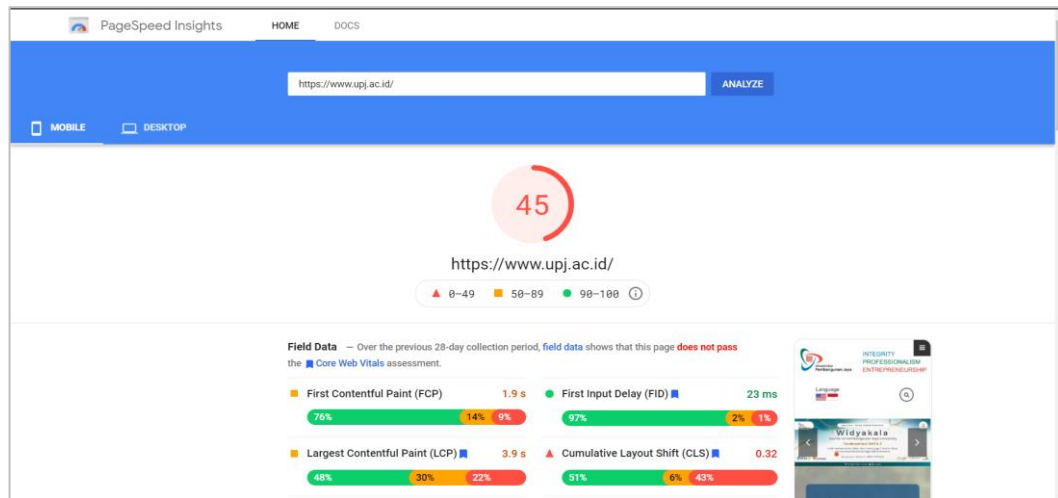 PageSpeed Insights HOME DOCS
https://www.upj.ac.id/ ANALYZE
MOBILE DESKTOP
45
https://www.upj.ac.id/
0–49 50–89 90–100
Field Data — Over the previous 28-day collection period, field data shows that this page does not pass
the Core Web Vitals assessment.
First Contentful Paint (FCP) 1.9 s
76% 14% 9%
First Input Delay (FID) 23 ms
97% 2% 1%
Largest Contentful Paint (LCP) 3.9 s
48% 30% 22%
Cumulative Layout Shift (CLS) 0.32
51% 6% 43%
Pembangunan Jaya
INTEGRITY
PROFESSIONALISM
ENTREPRENEURSHIP
Language
Widyakala